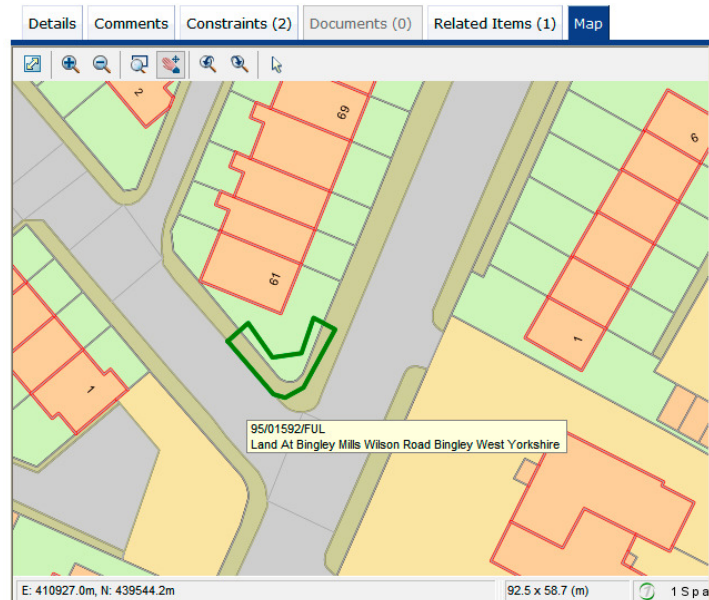 Details Comments Constraints (2) Documents (0) Related Items (1) Map
2
69
6
61
1
1
95/01592/FUL
Land At Bingley Mills Wilson Road Bingley West Yorkshire
E: 410927.0m, N: 439544.2m 92.5 x 58.7 (m) 1 Spa